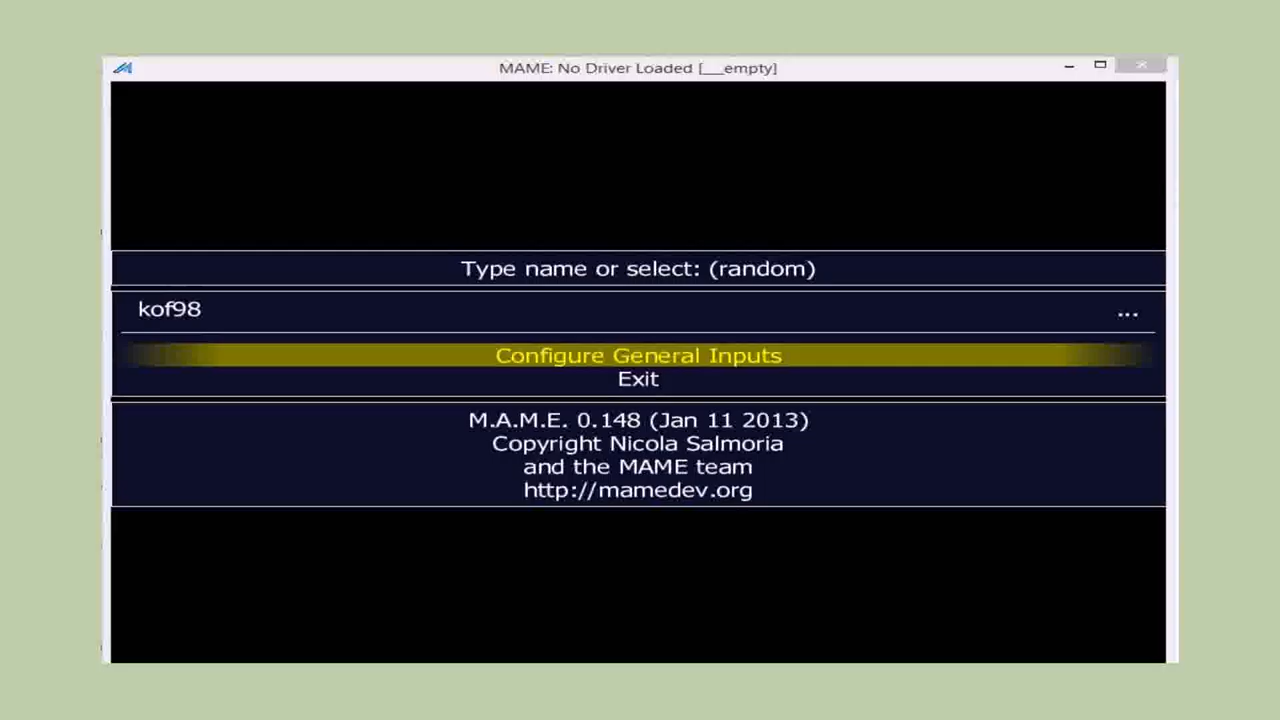 MAME: No Driver Loaded [___empty]
Type name or select: (random)
kof98 ...
Configure General Inputs
Exit
M.A.M.E. 0.148 (Jan 11 2013)
Copyright Nicola Salmoria
and the MAME team
http://mamedev.org